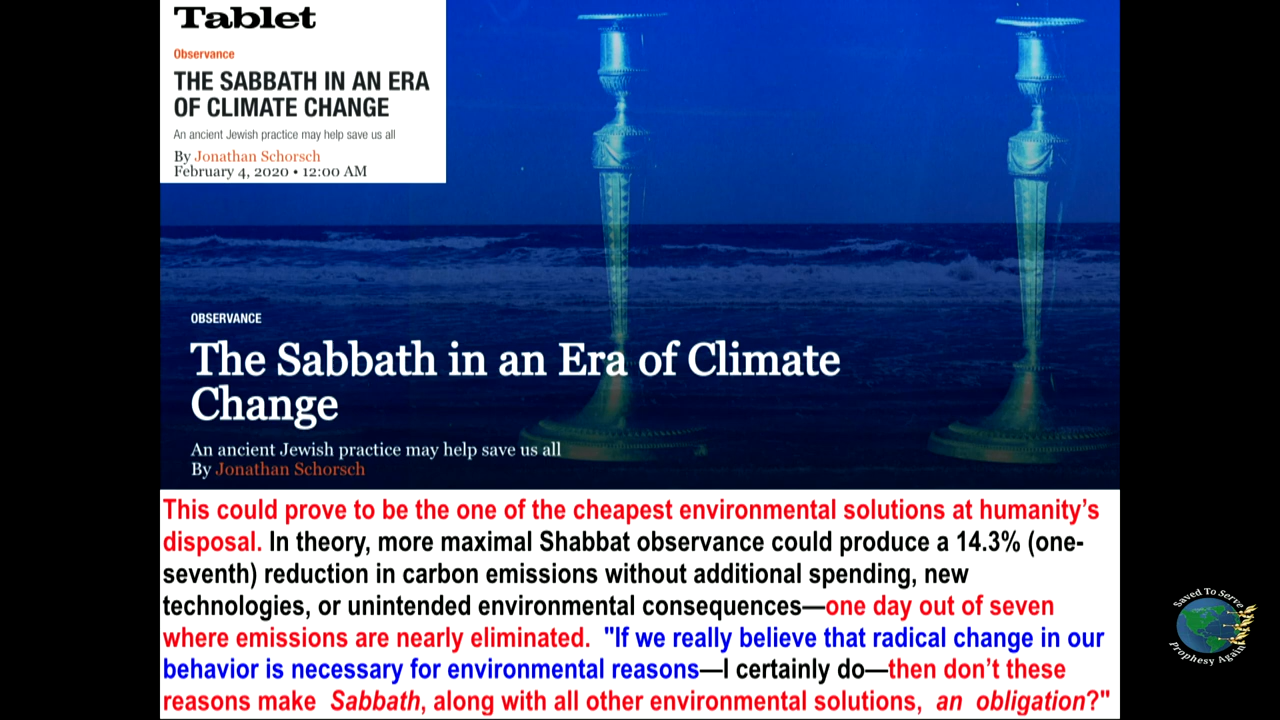 Tablet
Observance
THE SABBATH IN AN ERA
OF CLIMATE CHANGE
An ancient Jewish practice may help save us all
By Jonathan Schorsch
February 4, 2020 • 12:00 AM
OBSERVANCE
The Sabbath in an Era of Climate
Change
An ancient Jewish practice may help save us all
By Jonathan Schorsch
This could prove to be the one of the cheapest environmental solutions at humanity’s
disposal. In theory, more maximal Shabbat observance could produce a 14.3% (one-
seventh) reduction in carbon emissions without additional spending, new
technologies, or unintended environmental consequences—one day out of seven
where emissions are nearly eliminated. "If we really believe that radical change in our
behavior is necessary for environmental reasons—I certainly do—then don’t these
reasons make Sabbath, along with all other environmental solutions, an obligation?"
Saved To Serve
Prophesy Again